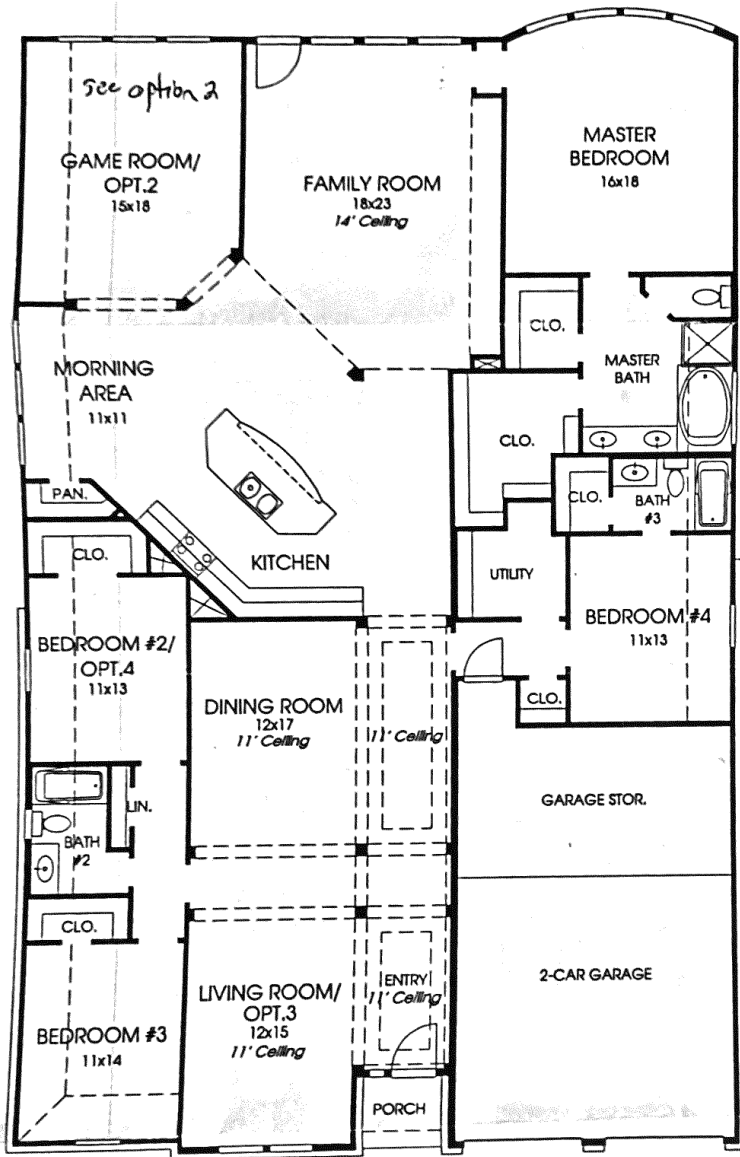 see option 2
GAME ROOM/
OPT.2
15x18
FAMILY ROOM
18x23
14' Ceiling
MASTER
BEDROOM
16x18
CLO.
MASTER
BATH
MORNING
AREA
11x11
CLO.
PAN.
CLO.
BATH
#3
CLO.
KITCHEN
UTILITY
BEDROOM #4
11x13
BEDROOM #2/
OPT.4
11x13
DINING ROOM
12x17
11' Ceiling
11' Ceiling
CLO.
LIN.
BATH
#2
GARAGE STOR.
CLO.
LIVING ROOM/
OPT.3
12x15
11' Ceiling
ENTRY
11' Ceiling
2-CAR GARAGE
BEDROOM #3
11x14
PORCH